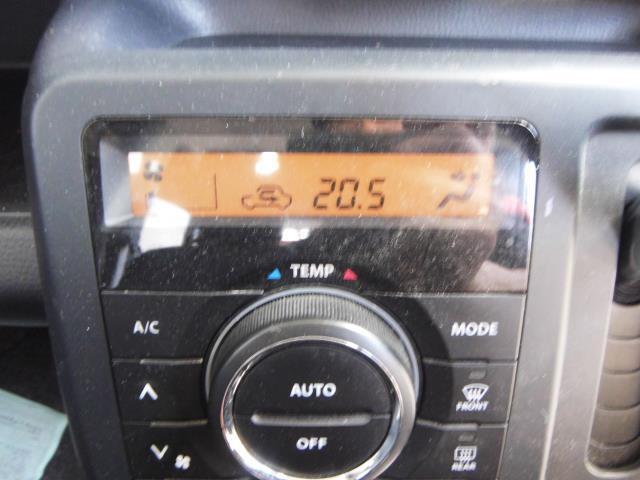 20.5
TEMP
A/C
MODE
AUTO
FRONT
OFF
REAR